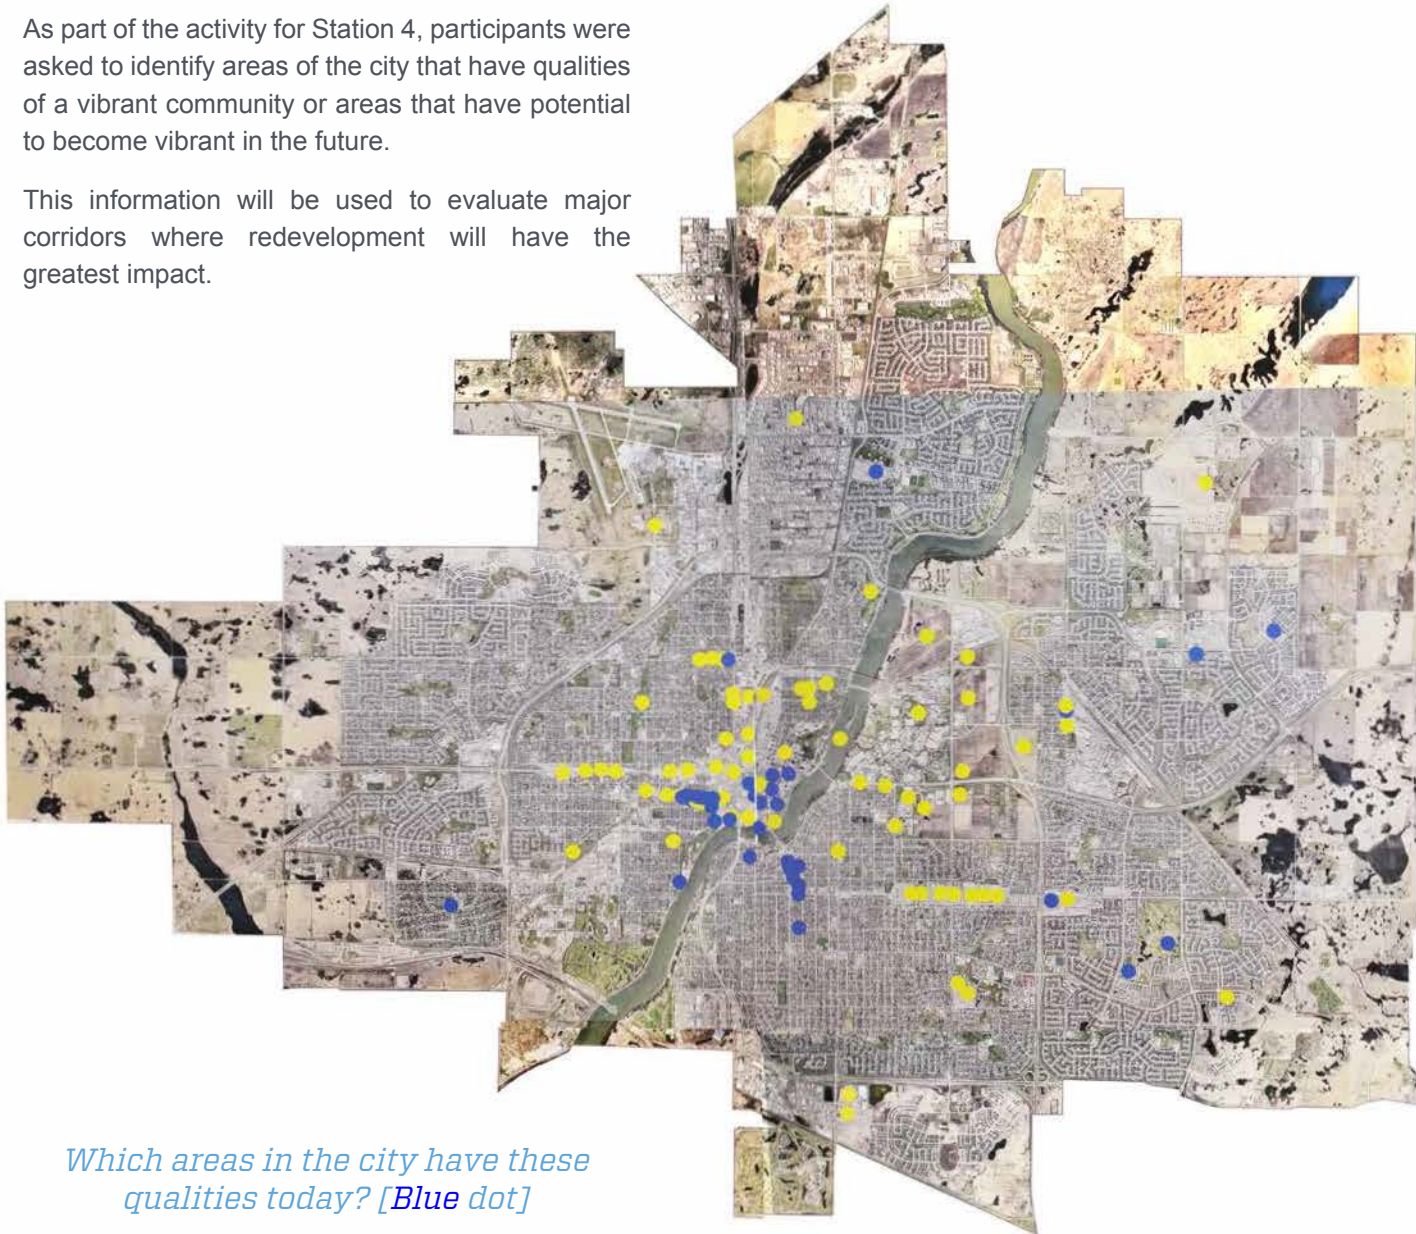 As part of the activity for Station 4, participants were
asked to identify areas of the city that have qualities
of a vibrant community or areas that have potential
to become vibrant in the future.
This information will be used to evaluate major
corridors where redevelopment will have the
greatest impact.
Which areas in the city have these
qualities today? [Blue dot]